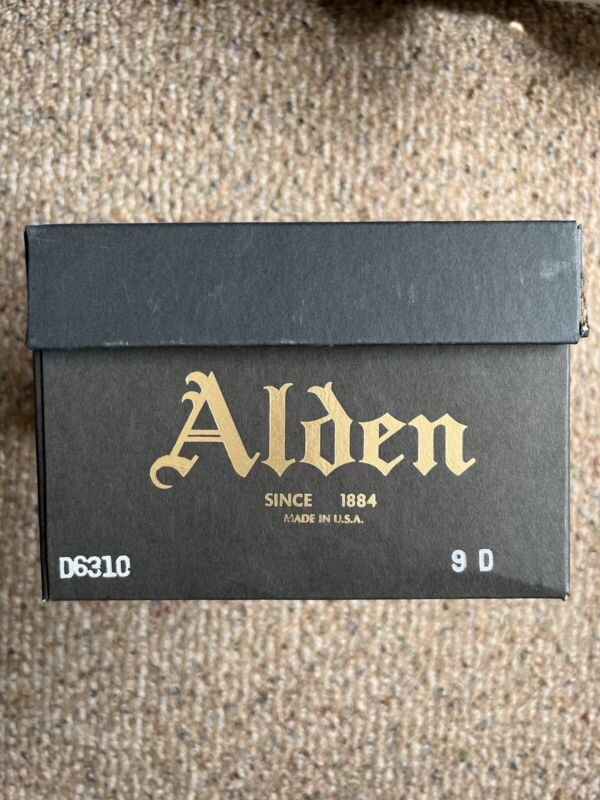 Alden
SINCE 1884
MADE IN U.S.A.
D6310
9 D